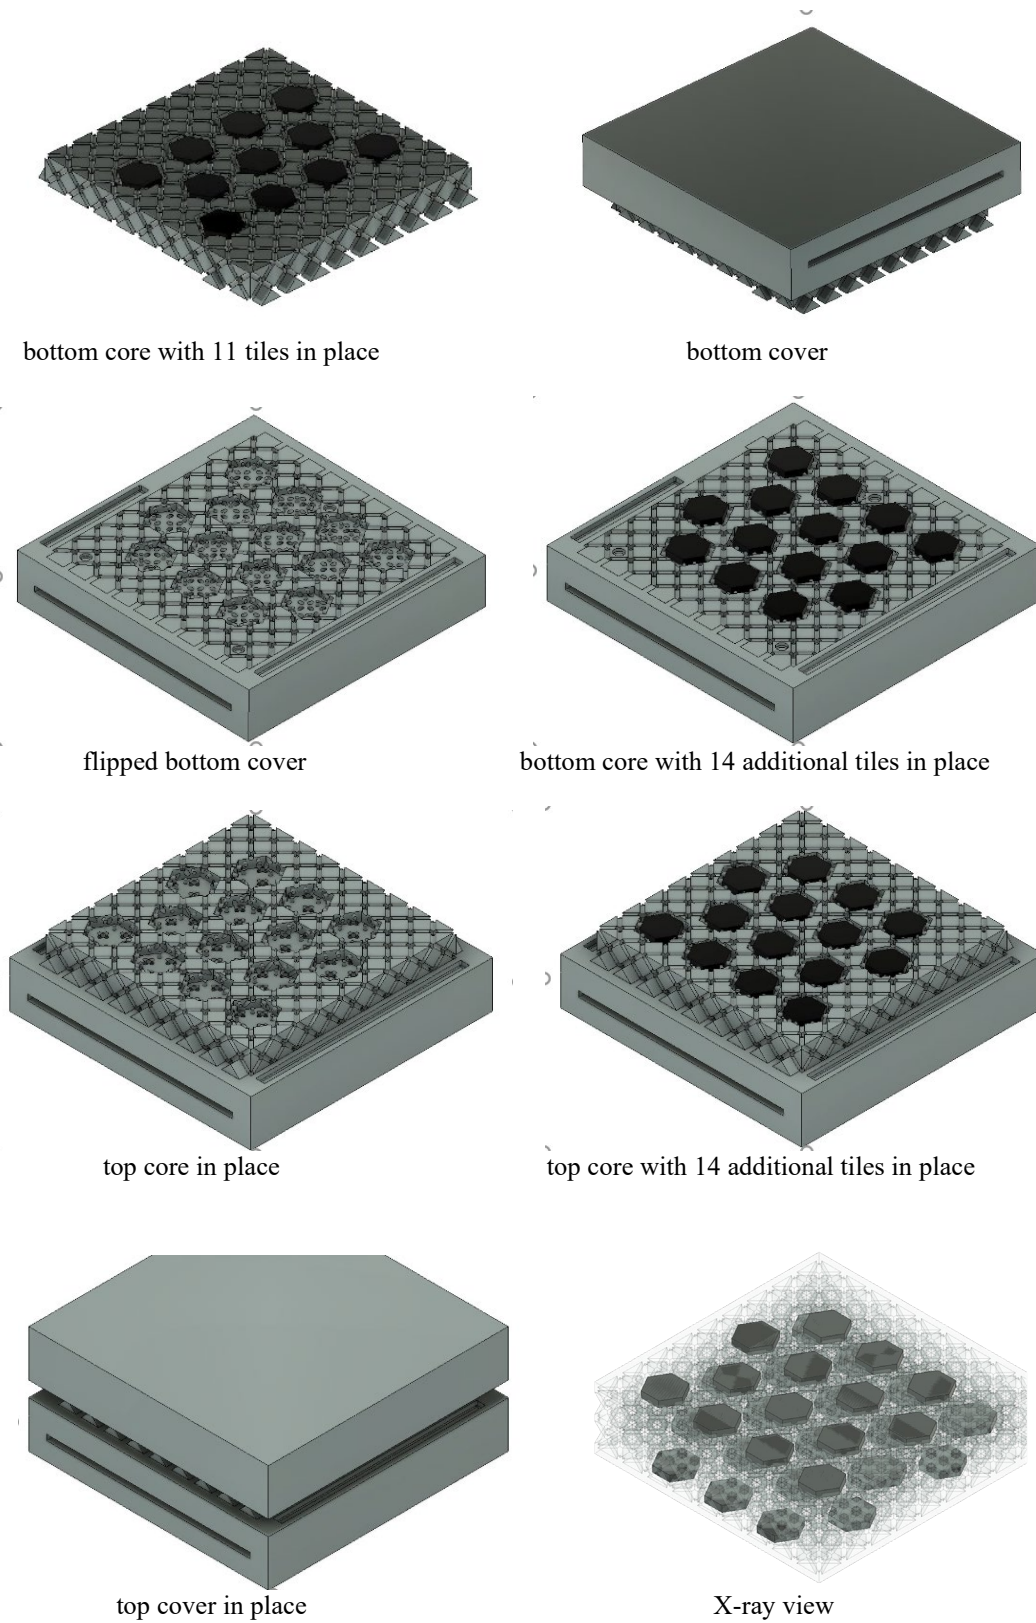 bottom core with 11 tiles in place
bottom cover
flipped bottom cover
bottom core with 14 additional tiles in place
top core in place
top core with 14 additional tiles in place
top cover in place
X-ray view